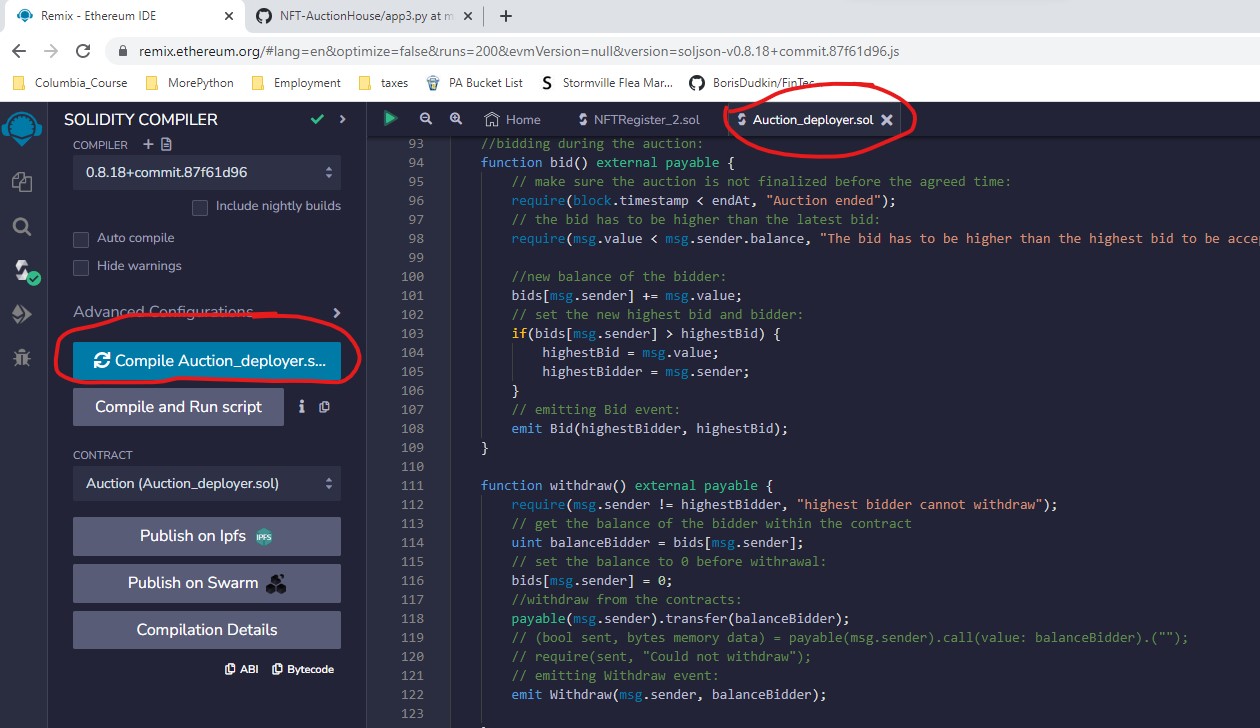 Remix - Ethereum IDE
NFT-AuctionHouse/app3.py at m
remix.ethereum.org/#lang=en&optimize=false&runs=200&evmVersion=null&version=soljson-v0.8.18+commit.87f61d96.js
Columbia_Course MorePython Employment taxes PA Bucket List Stormville Flea Mar... BorisDudkin/FinTec
SOLIDITY COMPILER
COMPILER
0.8.18+commit.87f61d96
Include nightly builds
Auto compile
Hide warnings
Advanced Configurations
Compile Auction_deployer.s...
Compile and Run script
CONTRACT
Auction (Auction_deployer.sol)
Publish on Ipfs IPFS
Publish on Swarm
Compilation Details
ABI Bytecode
Home NFTRegister_2.sol Auction_deployer.sol
93 //bidding during the auction:
94 function bid() external payable {
95 // make sure the auction is not finalized before the agreed time:
96 require(block.timestamp < endAt, "Auction ended");
97 // the bid has to be higher than the latest bid:
98 require(msg.value < msg.sender.balance, "The bid has to be higher than the highest bid to be acce
99
100 //new balance of the bidder:
101 bids[msg.sender] += msg.value;
102 // set the new highest bid and bidder:
103 if(bids[msg.sender] > highestBid) {
104 highestBid = msg.value;
105 highestBidder = msg.sender;
106 }
107 // emitting Bid event:
108 emit Bid(highestBidder, highestBid);
109 }
110
111 function withdraw() external payable {
112 require(msg.sender != highestBidder, "highest bidder cannot withdraw");
113 // get the balance of the bidder within the contract
114 uint balanceBidder = bids[msg.sender];
115 // set the balance to 0 before withrawal:
116 bids[msg.sender] = 0;
117 //withdraw from the contracts:
118 payable(msg.sender).transfer(balanceBidder);
119 // (bool sent, bytes memory data) = payable(msg.sender).call(value: balanceBidder).("");
120 // require(sent, "Could not withdraw");
121 // emitting Withdraw event:
122 emit Withdraw(msg.sender, balanceBidder);
123